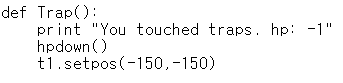 def Trap():
    print "You touched traps. hp: -1"
    hpdown()
    t1.setpos(-150,-150)